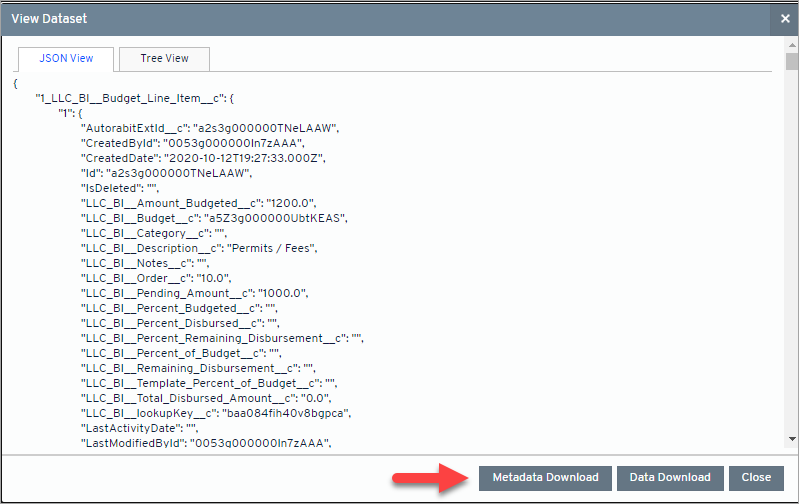 View Dataset
JSON View Tree View
{
"1_LLC_BI__Budget_Line_Item__c": {
"1": {
"AutorabitExtId__c": "a2s3g000000TNeLAAW",
"CreatedById": "0053g000000In7zAAA",
"CreatedDate": "2020-10-12T19:27:33.000Z",
"Id": "a2s3g000000TNeLAAW",
"IsDeleted": "",
"LLC_BI__Amount_Budgeted__c": "1200.0",
"LLC_BI__Budget__c": "a5Z3g000000UbtKEAS",
"LLC_BI__Category__c": "",
"LLC_BI__Description__c": "Permits / Fees",
"LLC_BI__Notes__c": "",
"LLC_BI__Order__c": "10.0",
"LLC_BI__Pending_Amount__c": "1000.0",
"LLC_BI__Percent_Budgeted__c": "",
"LLC_BI__Percent_Disbursed__c": "",
"LLC_BI__Percent_Remaining_Disbursement__c": "",
"LLC_BI__Percent_of_Budget__c": "",
"LLC_BI__Remaining_Disbursement__c": "",
"LLC_BI__Template_Percent_of_Budget__c": "",
"LLC_BI__Total_Disbursed_Amount__c": "0.0",
"LLC_BI__lookupKey__c": "baa084fih40v8bgpca",
"LastActivityDate": "",
"LastModifiedById": "0053g000000In7zAAA",
Metadata Download Data Download Close